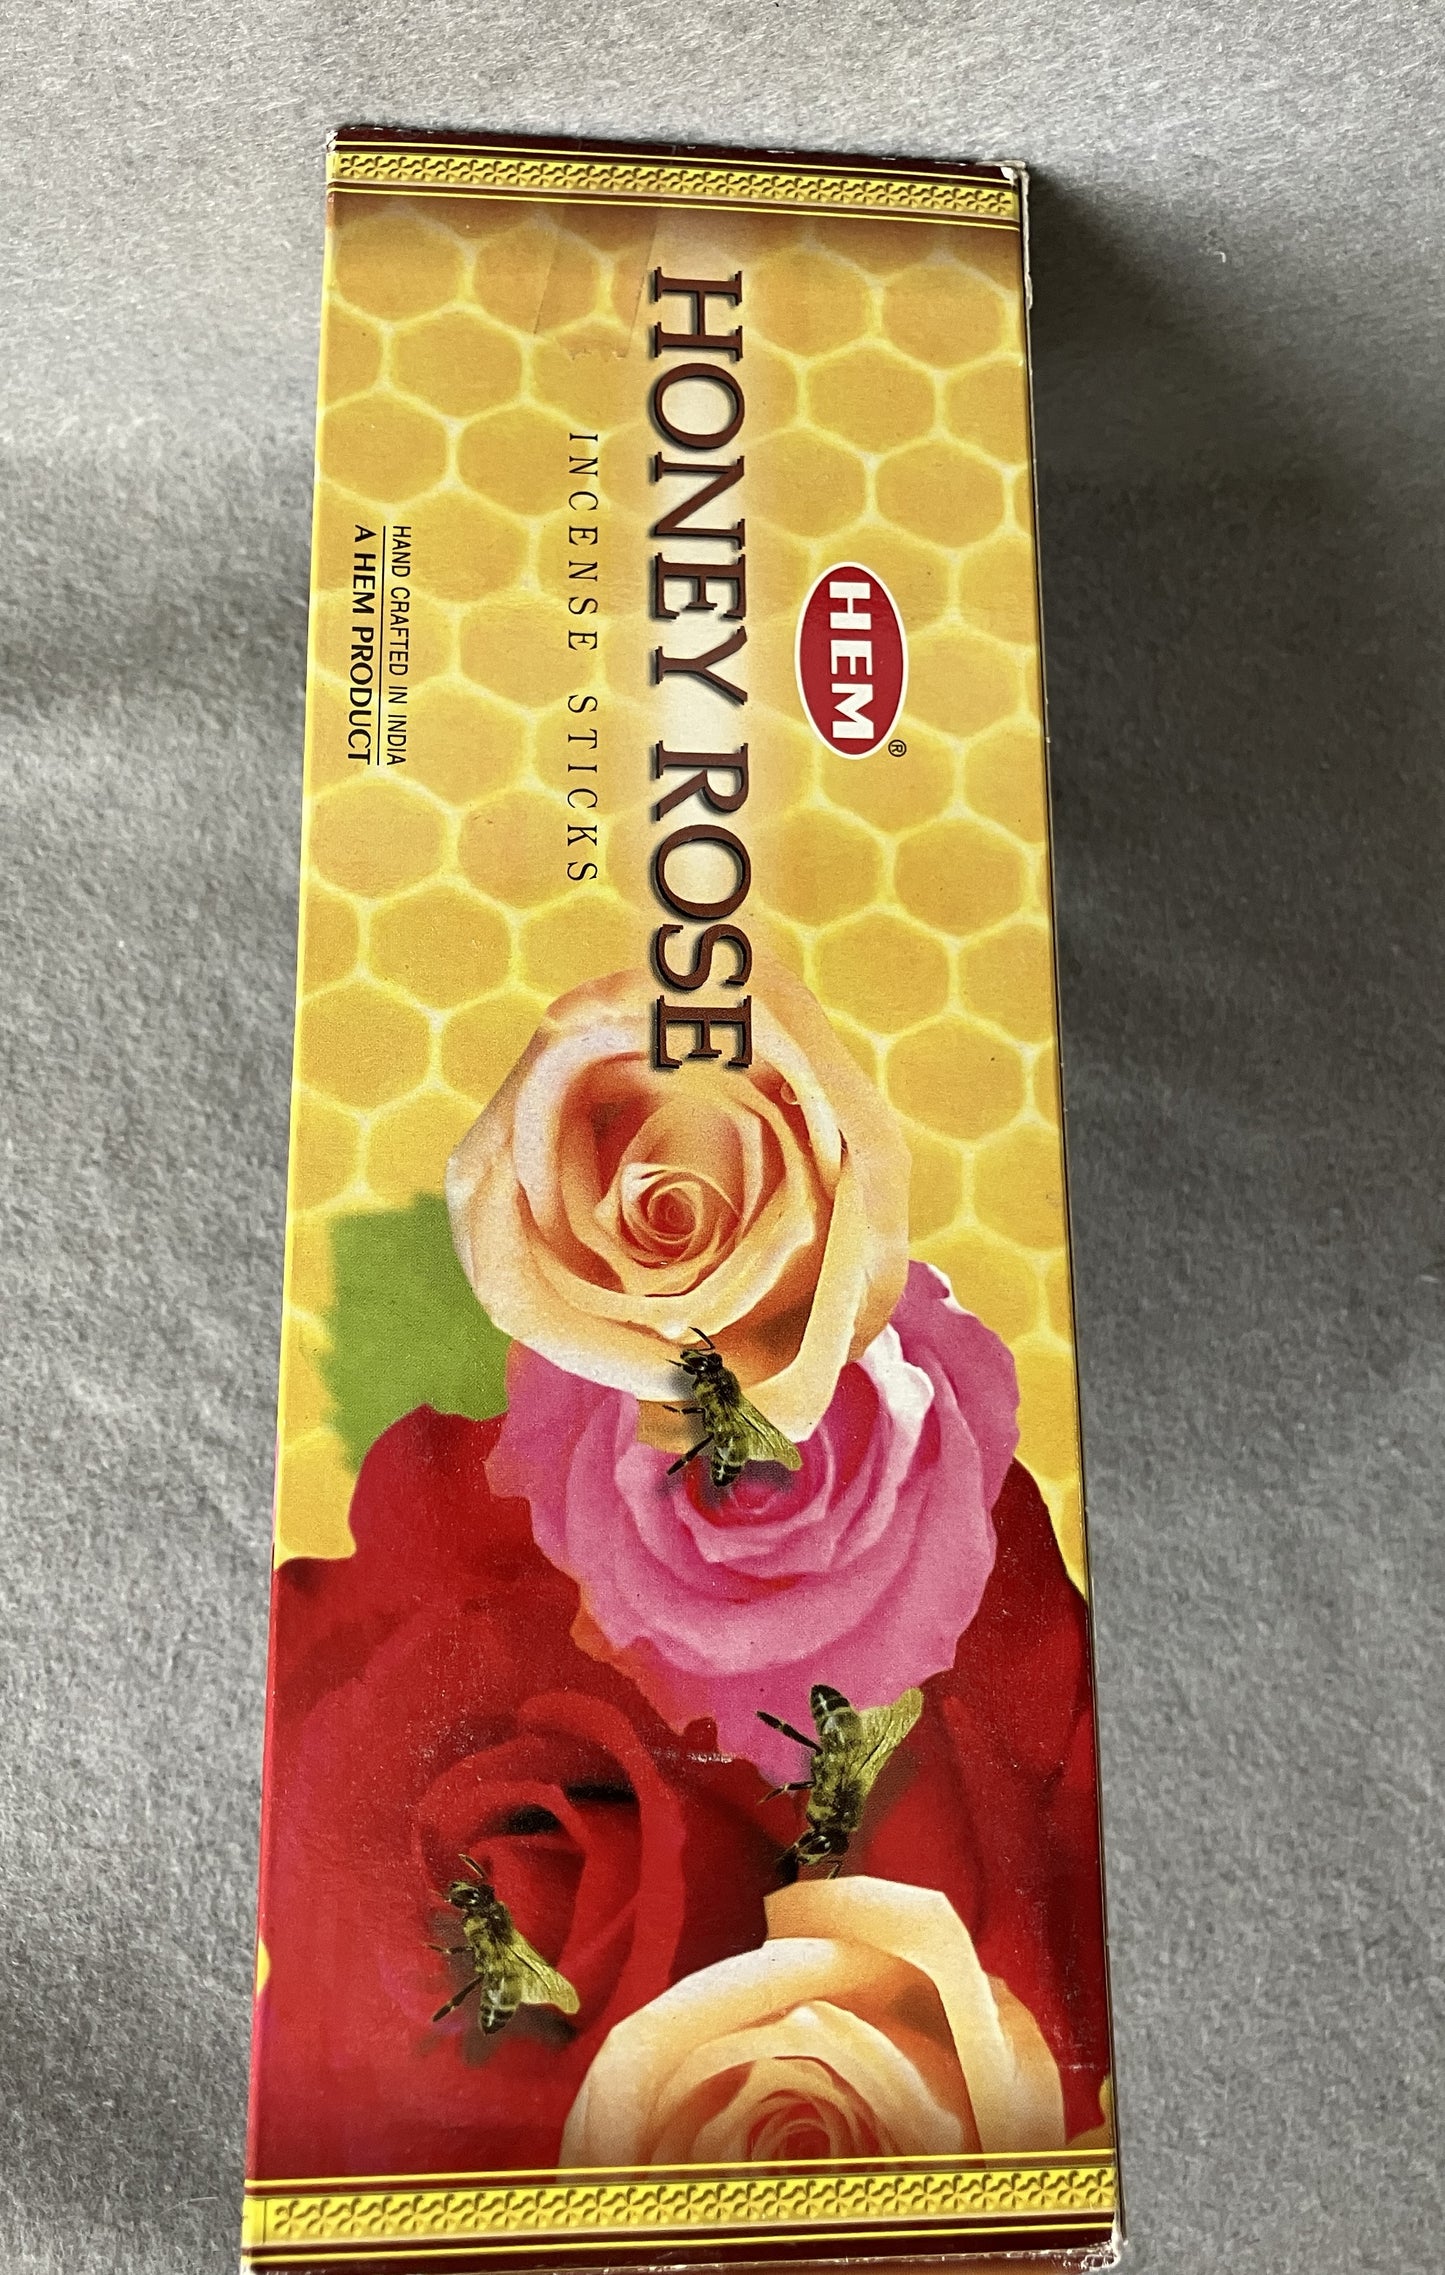 HEM®
HONEY ROSE
INCENSE STICKS
HAND CRAFTED IN INDIA
A HEM PRODUCT